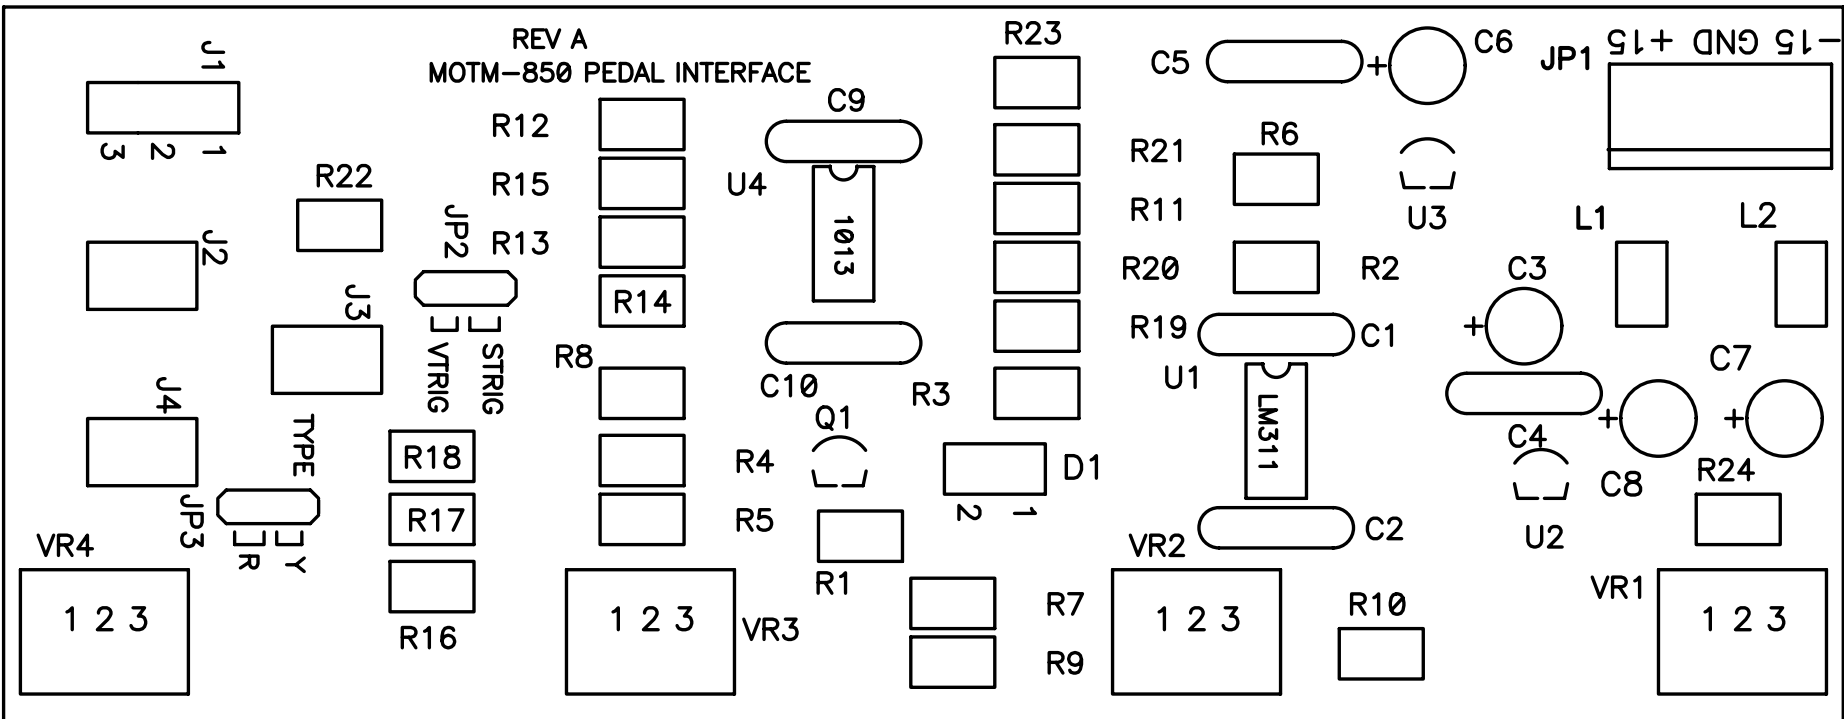 REV A
MOTM-850 PEDAL INTERFACE
J1
3 2 1
R22
J2
J3
J4
JP2
VTRIG
STRIG
TYPE
JP3
R
Y
VR4
1 2 3
R12
R15
R13
R14
R8
R18
R17
R16
R4
R5
VR3
1 2 3
C9
U4
1013
C10
Q1
R1
R23
R21
R11
R20
R19
R3
D1
2 1
R7
R9
C5
+
C6
R6
U3
R2
C1
U1
LM311
C2
VR2
1 2 3
R10
JP1
-15 GND +15
L1
L2
C3
+
C4
U2
C7
+
C8
+
R24
VR1
1 2 3